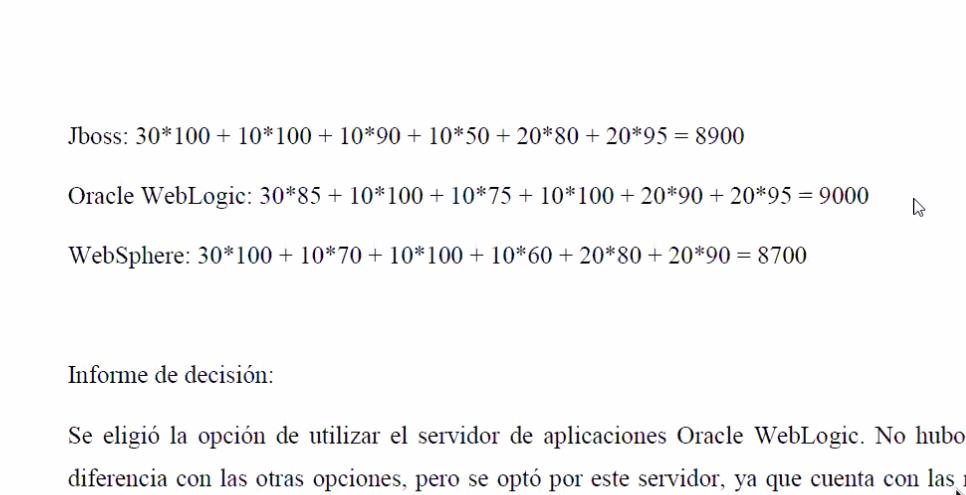 Jboss: 30*100 + 10*100 + 10*90 + 10*50 + 20*80 + 20*95 = 8900
Oracle WebLogic: 30*85 + 10*100 + 10*75 + 10*100 + 20*90 + 20*95 = 9000
WebSphere: 30*100 + 10*70 + 10*100 + 10*60 + 20*80 + 20*90 = 8700
Informe de decisión:
Se eligió la opción de utilizar el servidor de aplicaciones Oracle WebLogic. No hubo
diferencia con las otras opciones, pero se optó por este servidor, ya que cuenta con las